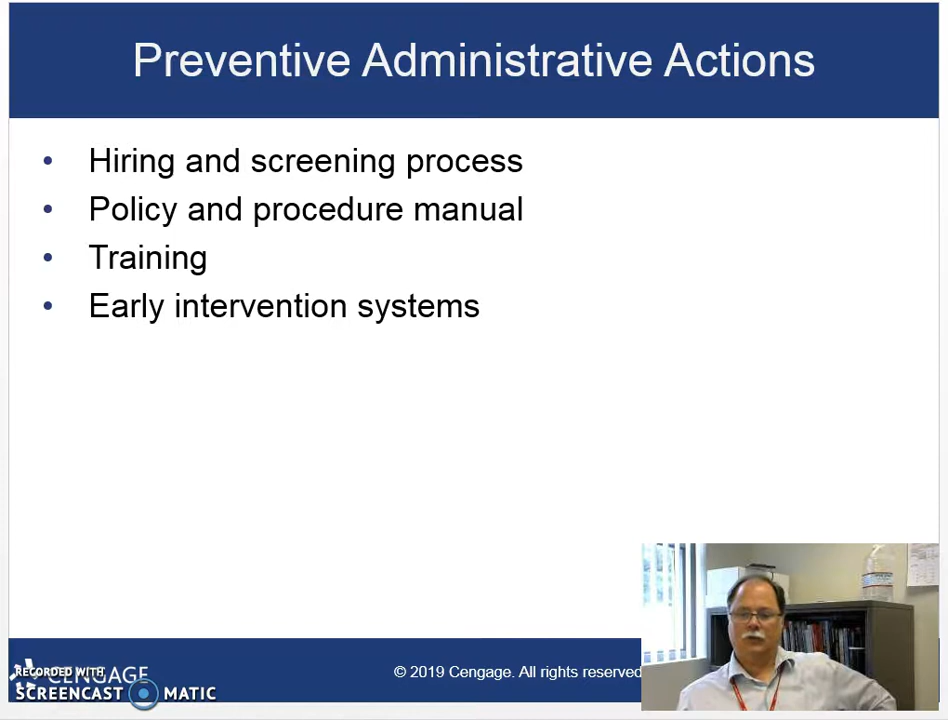 Preventive Administrative Actions
• Hiring and screening process
• Policy and procedure manual
• Training
• Early intervention systems
© 2019 Cengage. All rights reserved
RECORDED WITH
CENGAGE
SCREENCAST MATIC